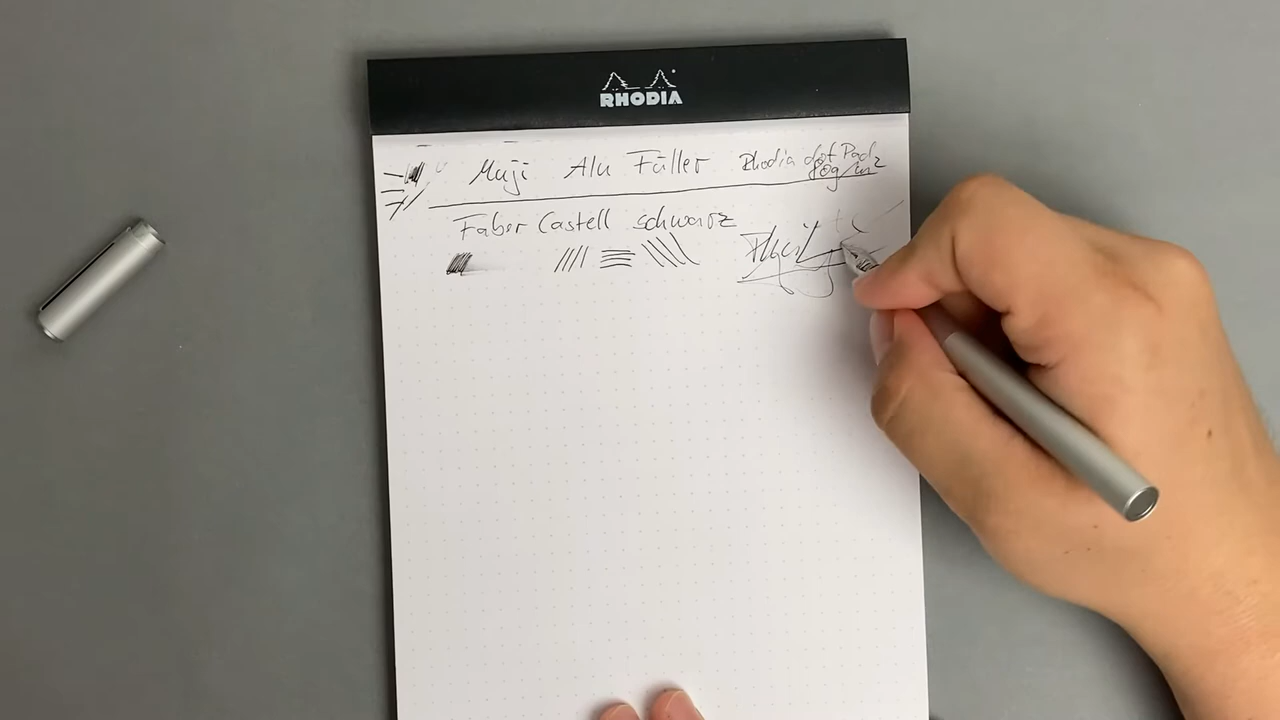 RHODIA
Muji Alu Füller Rhodia dot Pad
80g/m2
Faber Castell schwarz